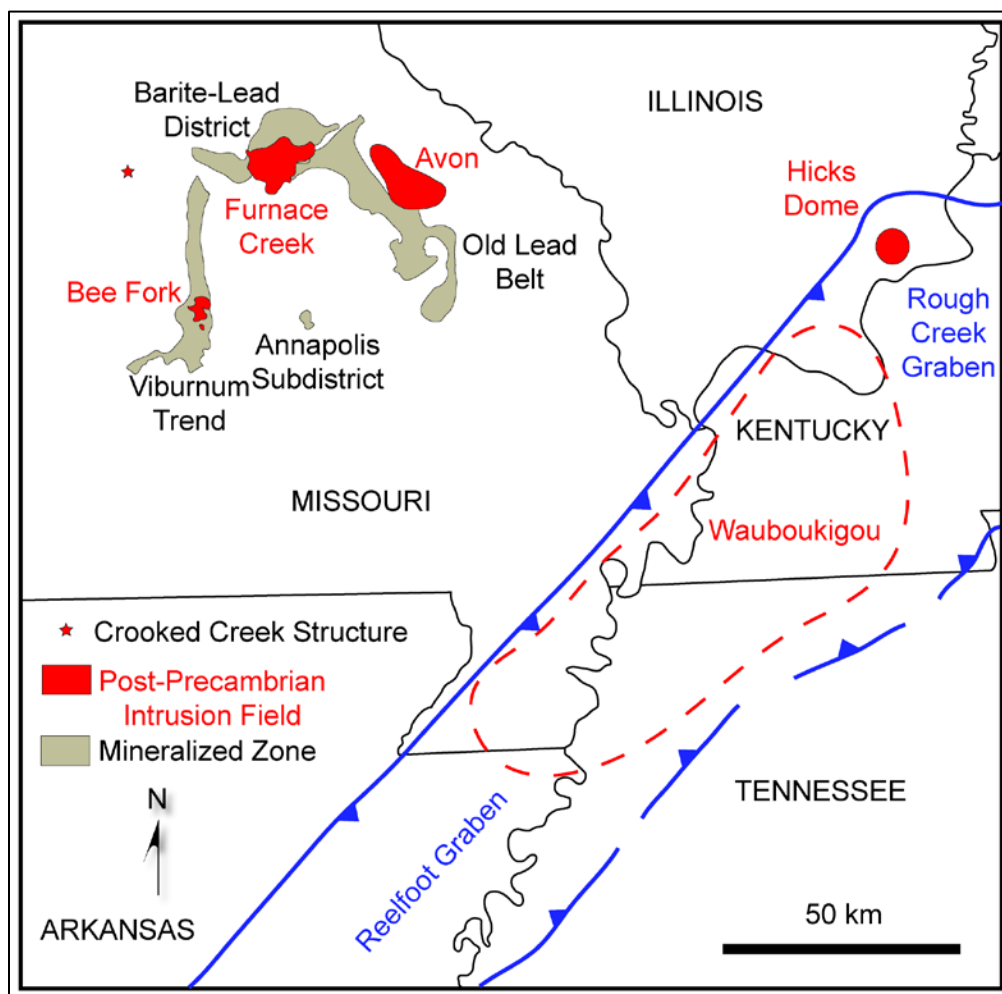 Barite-Lead
District
ILLINOIS
Avon
Hicks
Dome
Furnace
Creek
Old Lead
Belt
Bee Fork
Rough
Creek
Graben
Annapolis
Subdistrict
Viburnum
Trend
KENTUCKY
MISSOURI
Wauboukigou
Crooked Creek Structure
Post-Precambrian
Intrusion Field
Mineralized Zone
N
TENNESSEE
Reelfoot Graben
ARKANSAS
50 km